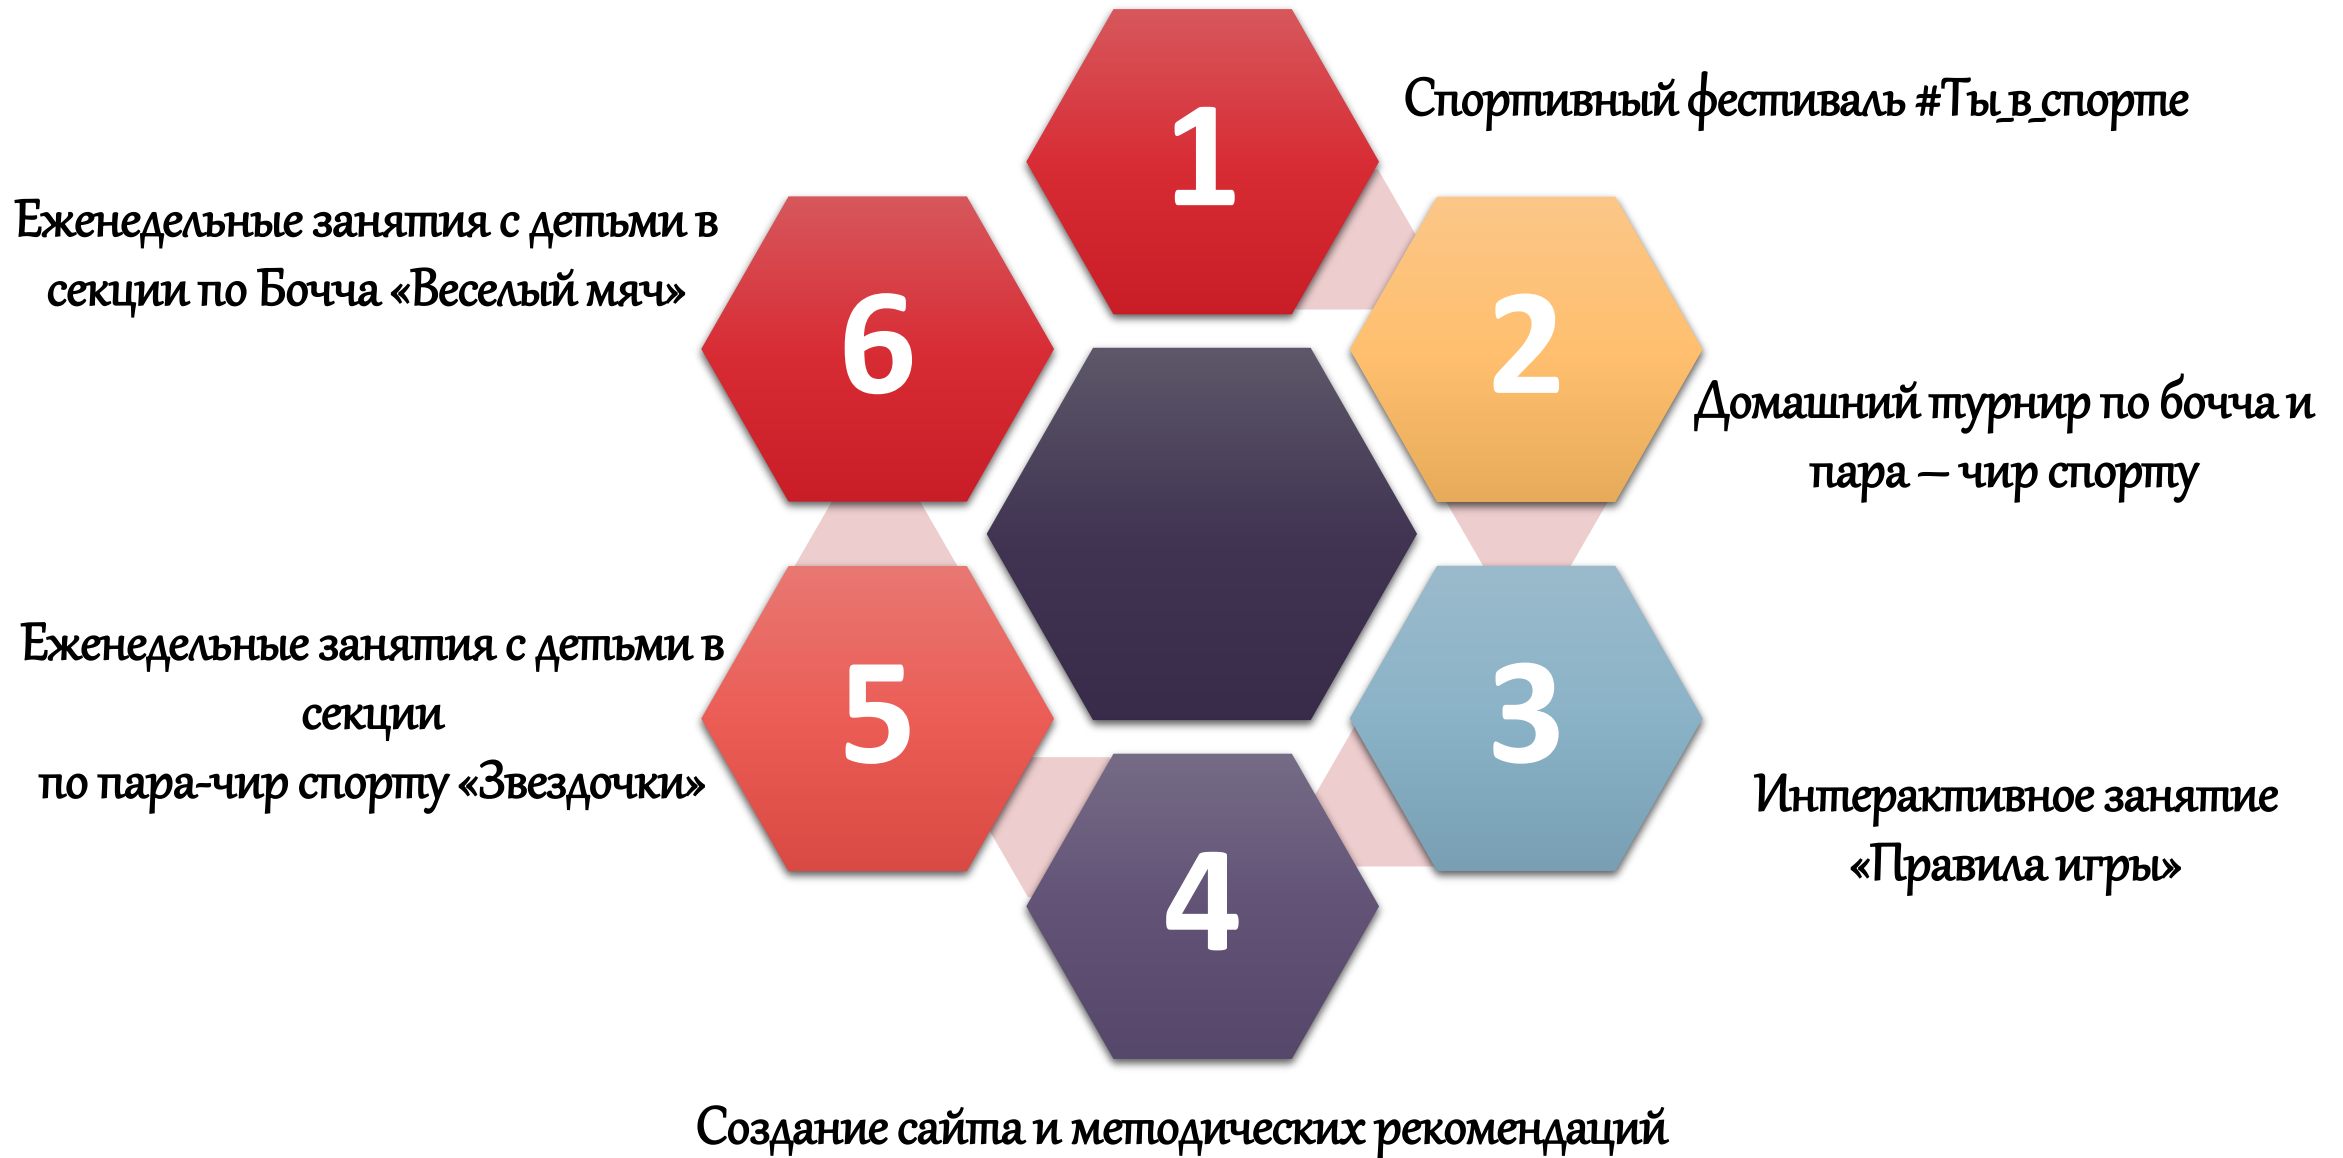 1
Спортивный фестиваль #Ты_в_спорте
2
Домашний турнир по бочча и
пара – чир спорту
3
Интерактивное занятие
«Правила игры»
4
Создание сайта и методических рекомендаций
5
Еженедельные занятия с детьми в
секции
по пара-чир спорту «Звездочки»
6
Еженедельные занятия с детьми в
секции по Бочча «Веселый мяч»